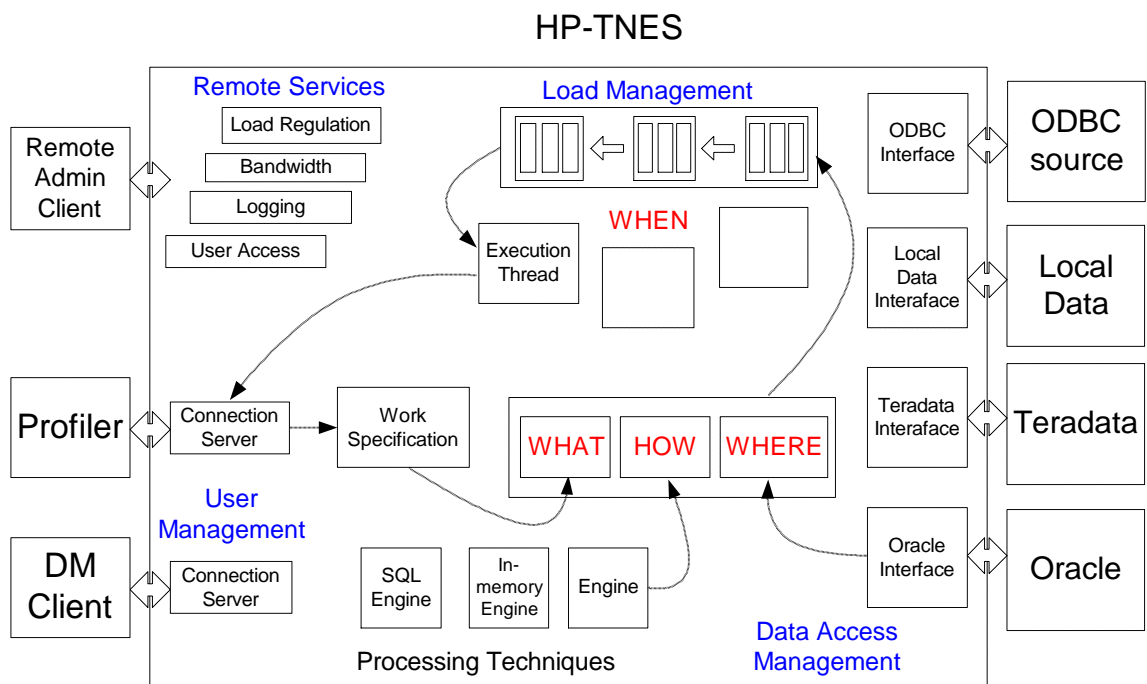 HP-TNES
Remote Services
Load Regulation
Bandwidth
Logging
User Access
Load Management
WHEN
Execution
Thread
ODBC
Interface
ODBC
source
Remote
Admin
Client
Local
Data
Interaface
Local
Data
Profiler
Connection
Server
Work
Specification
WHAT
HOW
WHERE
Teradata
Interaface
Teradata
User
Management
DM
Client
Connection
Server
SQL
Engine
In-
memory
Engine
Engine
Processing Techniques
Oracle
Interface
Oracle
Data Access
Management